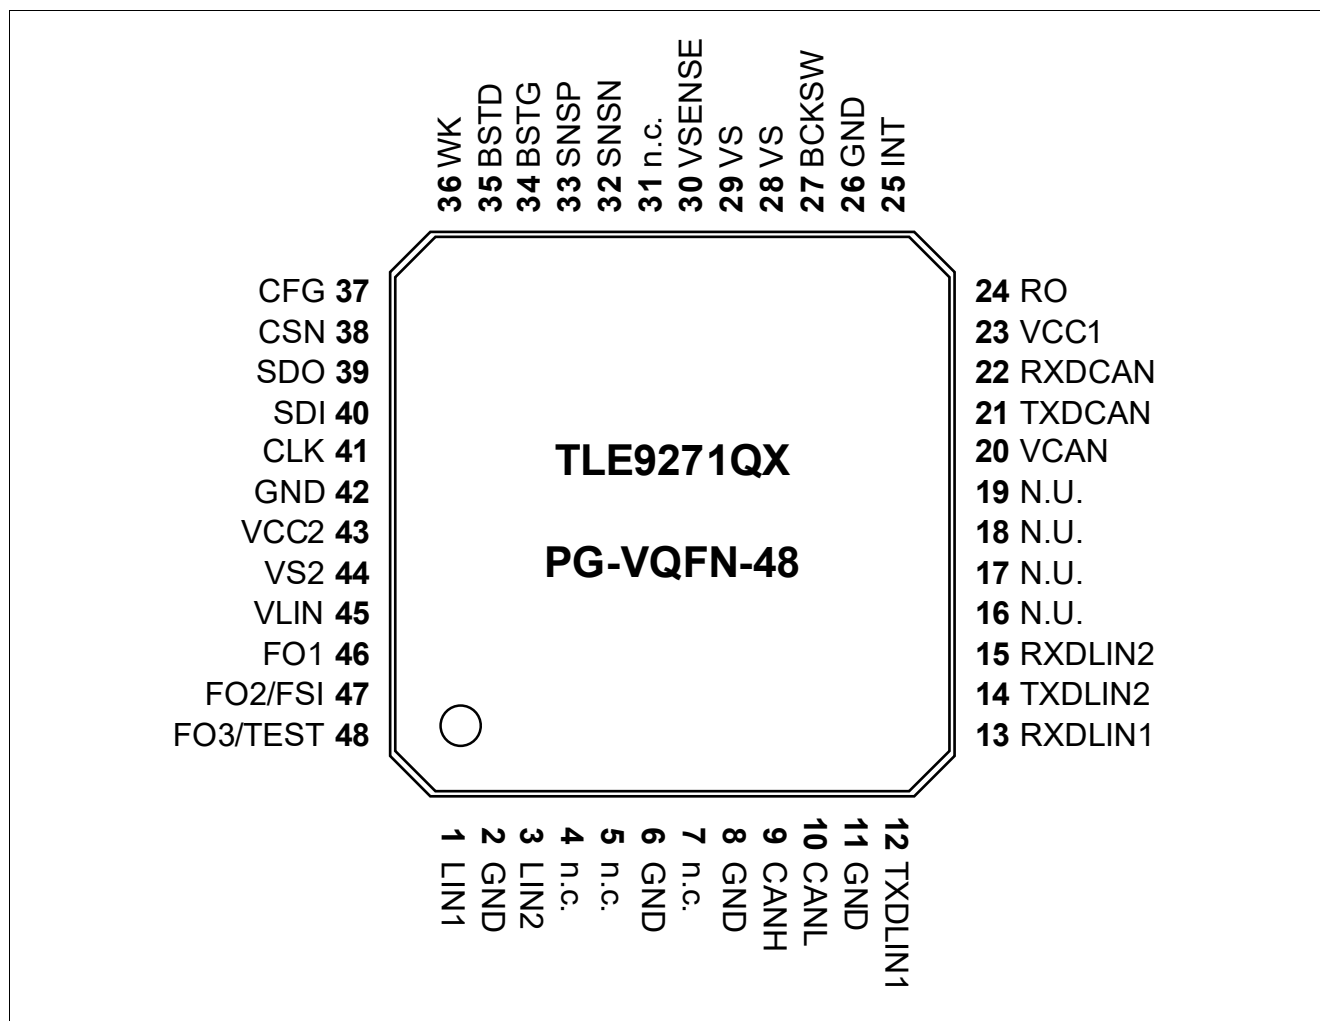 36 WK
35 BSTD
34 BSTG
33 SNSP
32 SNSN
31 n.c.
30 VSENSE
29 VS
28 VS
27 BCKSW
26 GND
25 INT
CFG 37
CSN 38
SDO 39
SDI 40
CLK 41
GND 42
VCC2 43
VS2 44
VLIN 45
FO1 46
FO2/FSI 47
FO3/TEST 48
TLE9271QX
PG-VQFN-48
24 RO
23 VCC1
22 RXDCAN
21 TXDCAN
20 VCAN
19 N.U.
18 N.U.
17 N.U.
16 N.U.
15 RXDLIN2
14 TXDLIN2
13 RXDLIN1
1 LIN1
2 GND
3 LIN2
4 n.c.
5 n.c.
6 GND
7 n.c.
8 GND
9 CANH
10 CANL
11 GND
12 TXDLIN1